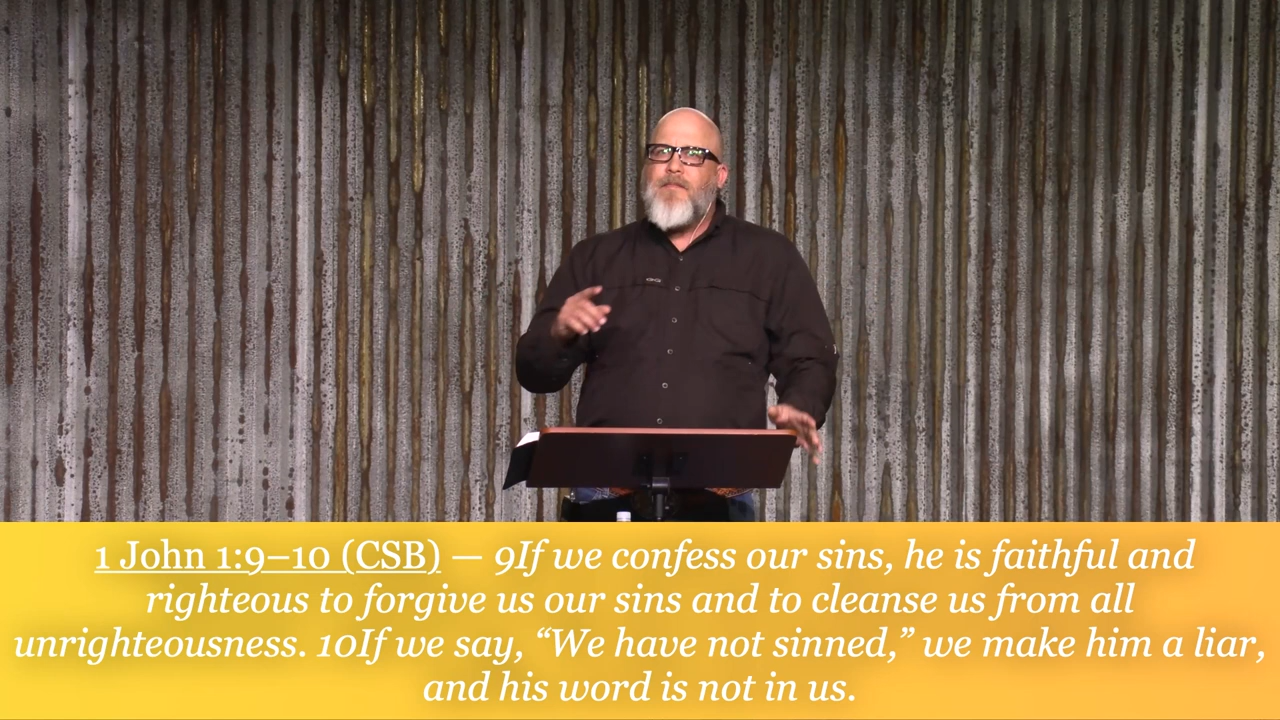 1 John 1:9–10 (CSB) — 9If we confess our sins, he is faithful and
righteous to forgive us our sins and to cleanse us from all
unrighteousness. 10If we say, “We have not sinned,” we make him a liar,
and his word is not in us.